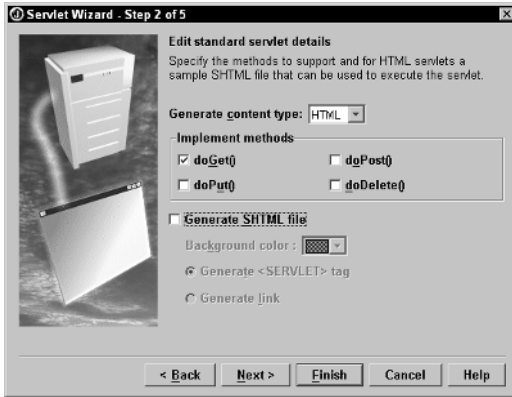 Servlet Wizard - Step 2 of 5
Edit standard servlet details
Specify the methods to support and for HTML servlets a
sample SHTML file that can be used to execute the servlet.
Generate content type: HTML
Implement methods
doGet() doPost()
doPut() doDelete()
Generate SHTML file
Background color :
Generate <SERVLET> tag
Generate link
< Back Next > Finish Cancel Help